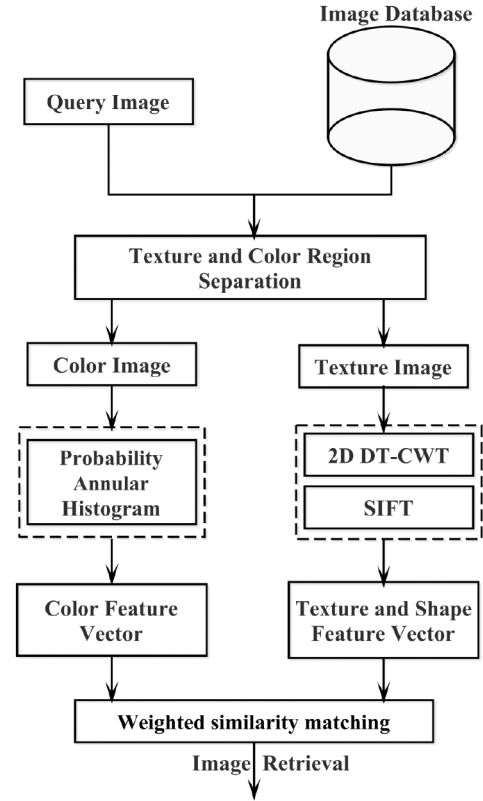 Image Database
Query Image
Texture and Color Region
Separation
Color Image
Texture Image
Probability
Annular
Histogram
2D DT-CWT
SIFT
Color Feature
Vector
Texture and Shape
Feature Vector
Weighted similarity matching
Image Retrieval